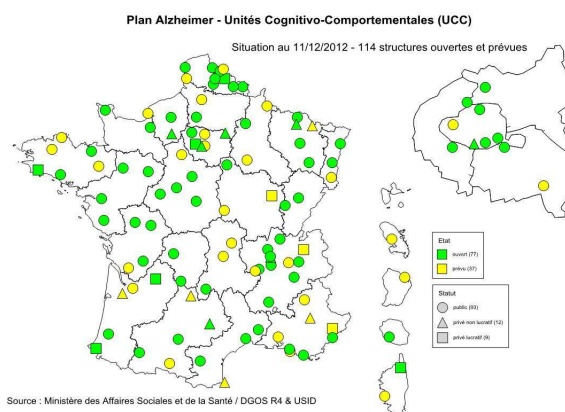 Plan Alzheimer - Unités Cognitivo-Comportementales (UCC)
Situation au 11/12/2012 - 114 structures ouvertes et prévues
Etat
ouvert (77)
prévu (37)
Statut
public (93)
privé non lucratif (12)
privé lucratif (9)
Source : Ministère des Affaires Sociales et de la Santé / DGOS R4 & USID